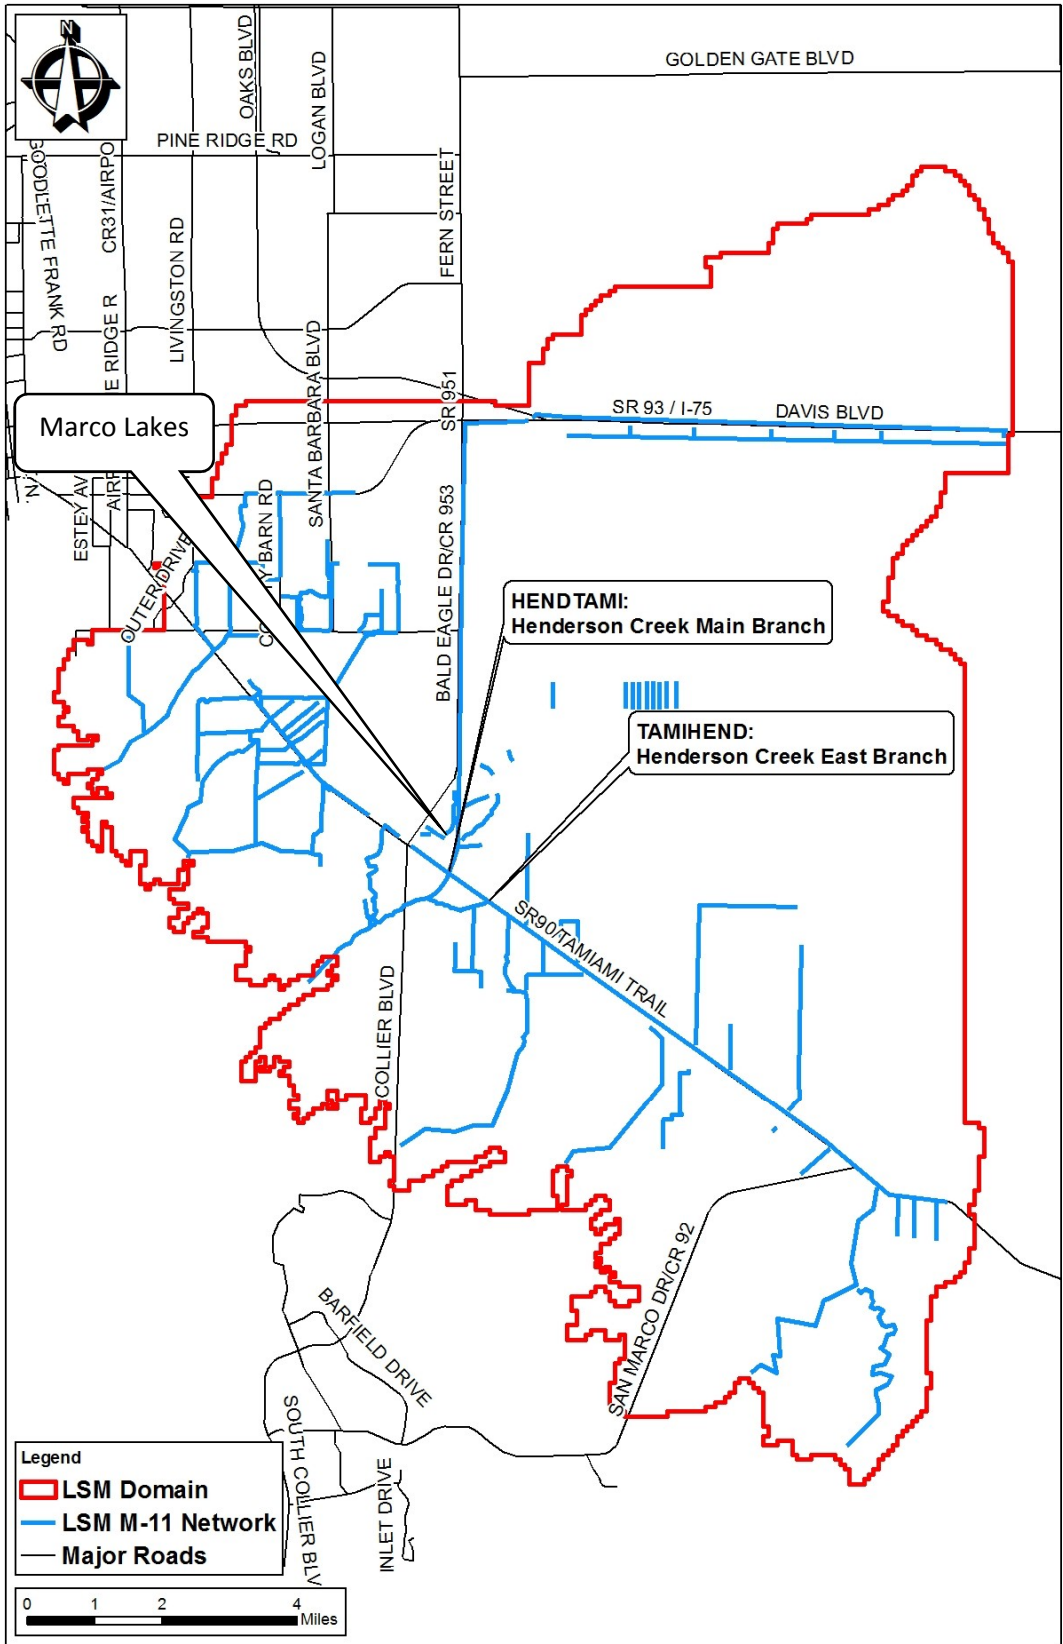 N
GOLDEN GATE BLVD
OAKS BLVD
LOGAN BLVD
PINE RIDGE RD
GOODLETTE FRANK RD
CR31/AIRPO
LIVINGSTON RD
FERN STREET
E RIDGE R
SANTA BARBARA BLVD
SR 951
SR 93 / I-75
DAVIS BLVD
Marco Lakes
N.
ESTEY AV
AIRP
OUTER DRIVE
CO
Y BARN RD
BALD EAGLE DR/CR 953
HENDTAMI:
Henderson Creek Main Branch
TAMIHEND:
Henderson Creek East Branch
SR90/TAMIAMI TRAIL
COLLIER BLVD
SAN MARCO DR/CR 92
BARFIELD DRIVE
SOUTH COLLIER BLV
INLET DRIVE
Legend
LSM Domain
LSM M-11 Network
Major Roads
0 1 2 4
Miles